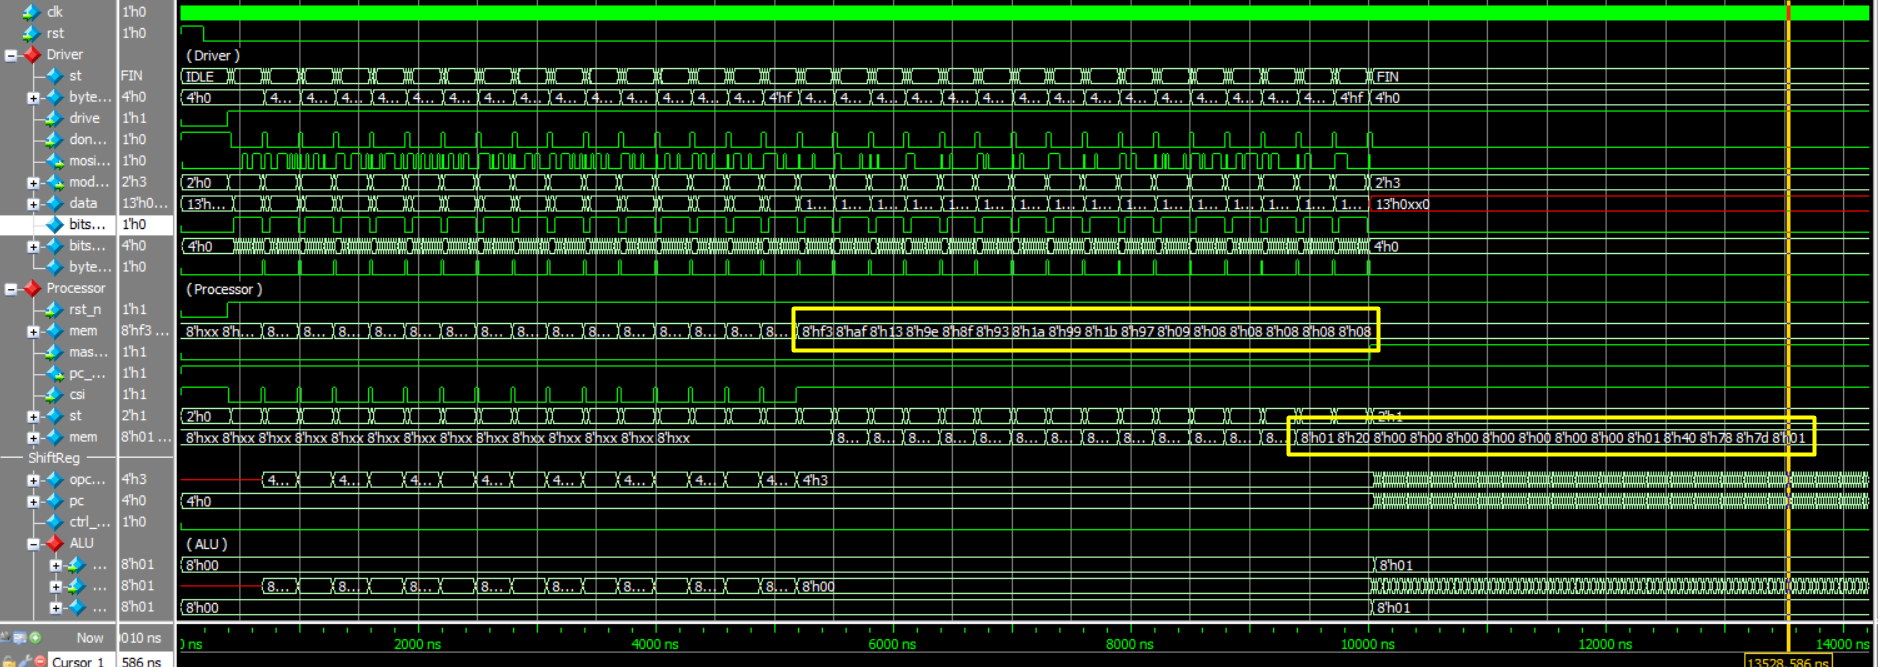 clk 1'h0
rst 1'h0
Driver (Driver)
st FIN IDLE FIN
byte... 4'h0 4'h0 4... 4... 4... 4... 4... 4... 4... 4... 4... 4... 4... 4... 4... 4... 4'hf 4... 4... 4... 4... 4... 4... 4... 4... 4... 4... 4... 4... 4... 4... 4... 4'hf 4'h0
drive 1'h1
don... 1'h0
mosi... 1'h0
mod... 2'h3 2'h0 2'h3
data 13'h0... 13'h... 1... 1... 1... 1... 1... 1... 1... 1... 1... 1... 1... 1... 1... 1... 1... 1... 13'h0xx0
bits... 1'h0
bits... 4'h0 4'h0 4'h0
byte... 1'h0
Processor (Processor)
rst_n 1'h1
mem 8'hf3 ... 8'hxx 8'h... 8... 8... 8... 8... 8... 8... 8... 8... 8... 8... 8... 8... 8... 8... 8... 8'hf3 8'haf 8'h13 8'h9e 8'h8f 8'h93 8'h1a 8'h99 8'h1b 8'h97 8'h09 8'h08 8'h08 8'h08 8'h08 8'h08
mas... 1'h1
pc_... 1'h1
csi 1'h1
st 2'h1 2'h0 2'h1
mem 8'h01 ... 8'hxx 8'hxx 8'hxx 8'hxx 8'hxx 8'hxx 8'hxx 8'hxx 8'hxx 8'hxx 8'hxx 8'hxx 8'hxx 8'hxx 8... 8... 8... 8... 8... 8... 8... 8... 8... 8... 8... 8... 8... 8'h01 8'h20 8'h00 8'h00 8'h00 8'h00 8'h00 8'h00 8'h00 8'h01 8'h40 8'h78 8'h7d 8'h01
ShiftReg
opc... 4'h3 4... 4... 4... 4... 4... 4... 4... 4... 4'h3
pc 4'h0 4'h0
ctrl_... 1'h0
ALU (ALU)
... 8'h01 8'h00 8'h01
... 8'h01 8... 8... 8... 8... 8... 8... 8... 8... 8'h00
... 8'h01 8'h00 8'h01
Now 0010 ns ns 2000 ns 4000 ns 6000 ns 8000 ns 10000 ns 12000 ns 14000 ns
Cursor 1 586 ns 13528.586 ns